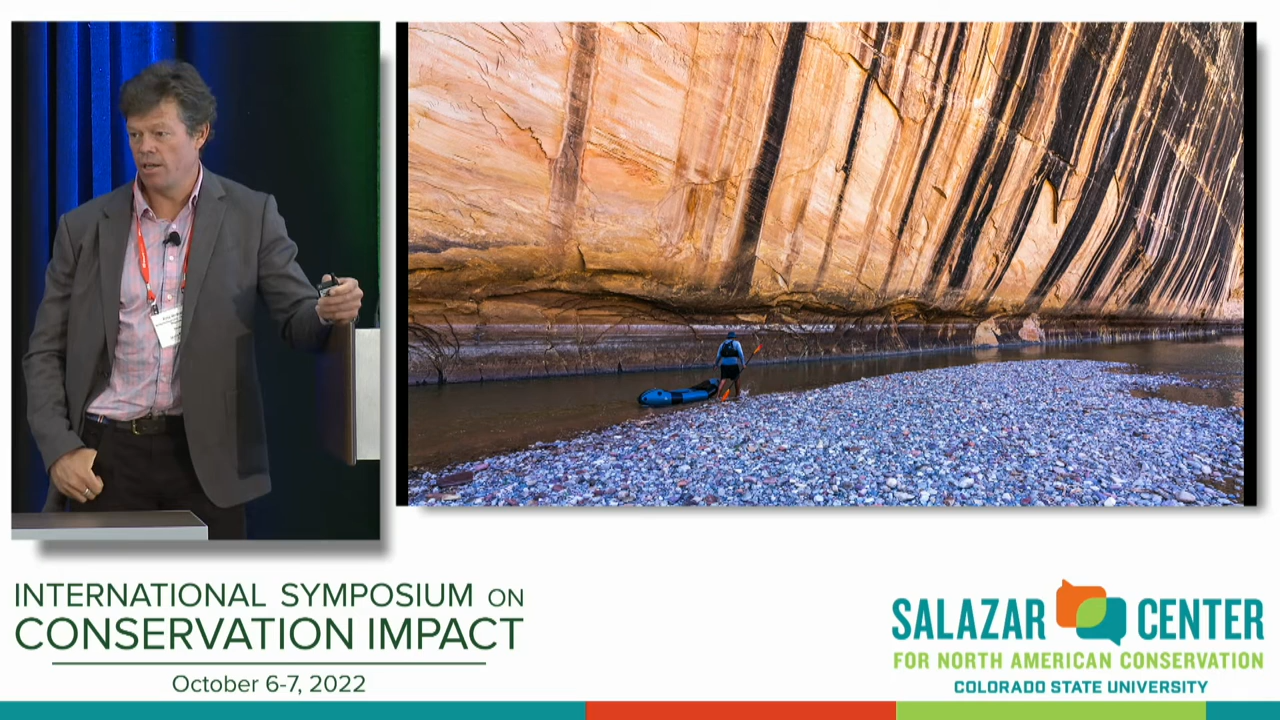 INTERNATIONAL SYMPOSIUM ON
CONSERVATION IMPACT
October 6-7, 2022
SALAZAR CENTER
FOR NORTH AMERICAN CONSERVATION
COLORADO STATE UNIVERSITY